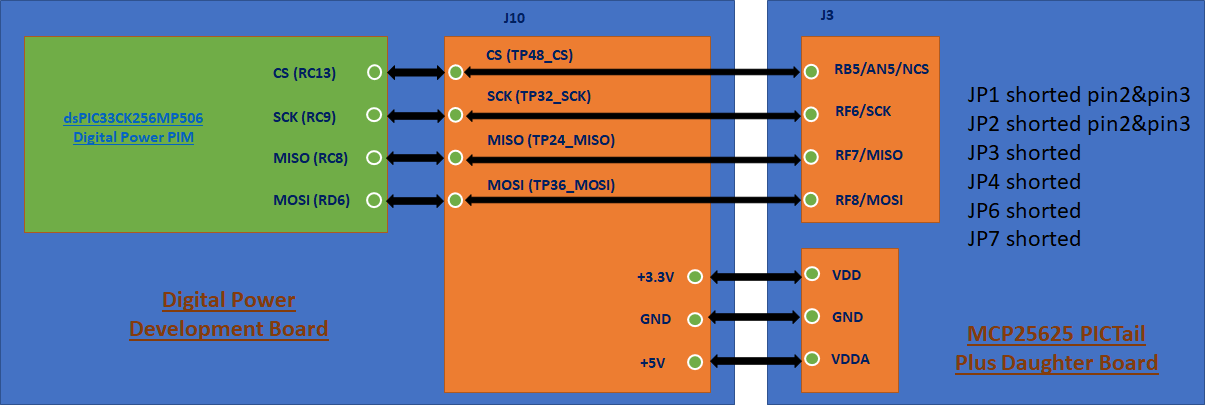 J10
J3
dsPIC33CK256MP506
Digital Power PIM
CS (RC13)
SCK (RC9)
MISO (RC8)
MOSI (RD6)
CS (TP48_CS)
SCK (TP32_SCK)
MISO (TP24_MISO)
MOSI (TP36_MOSI)
+3.3V
GND
+5V
RB5/AN5/NCS
RF6/SCK
RF7/MISO
RF8/MOSI
VDD
GND
VDDA
JP1 shorted pin2&pin3
JP2 shorted pin2&pin3
JP3 shorted
JP4 shorted
JP6 shorted
JP7 shorted
Digital Power
Development Board
MCP25625 PICTail
Plus Daughter Board